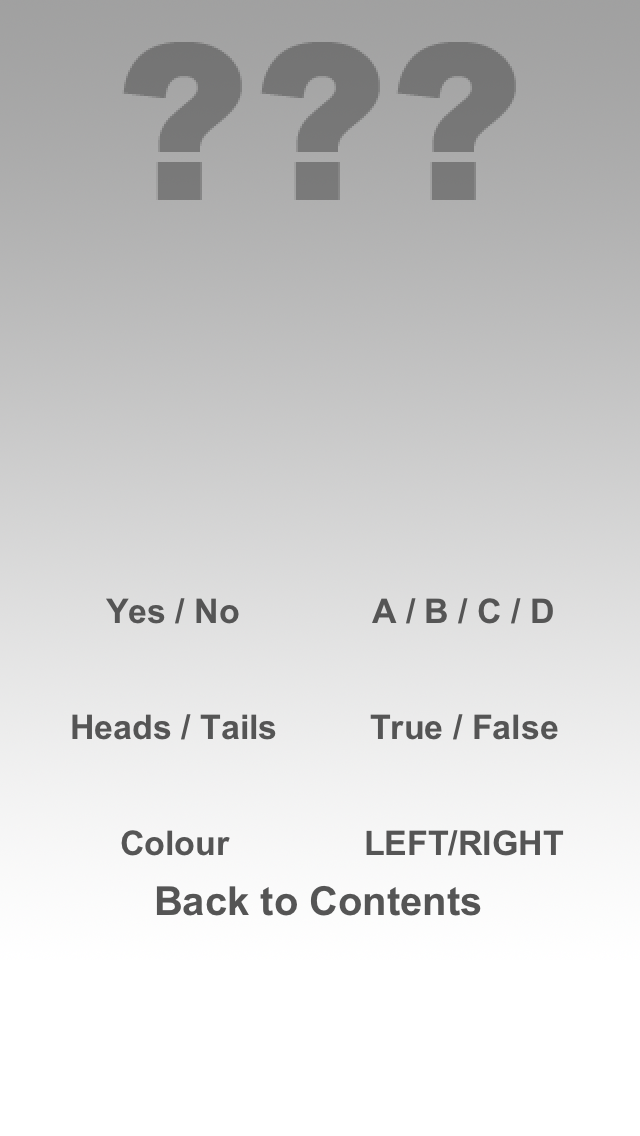 ???
Yes / No
A / B / C / D
Heads / Tails
True / False
Colour
LEFT/RIGHT
Back to Contents